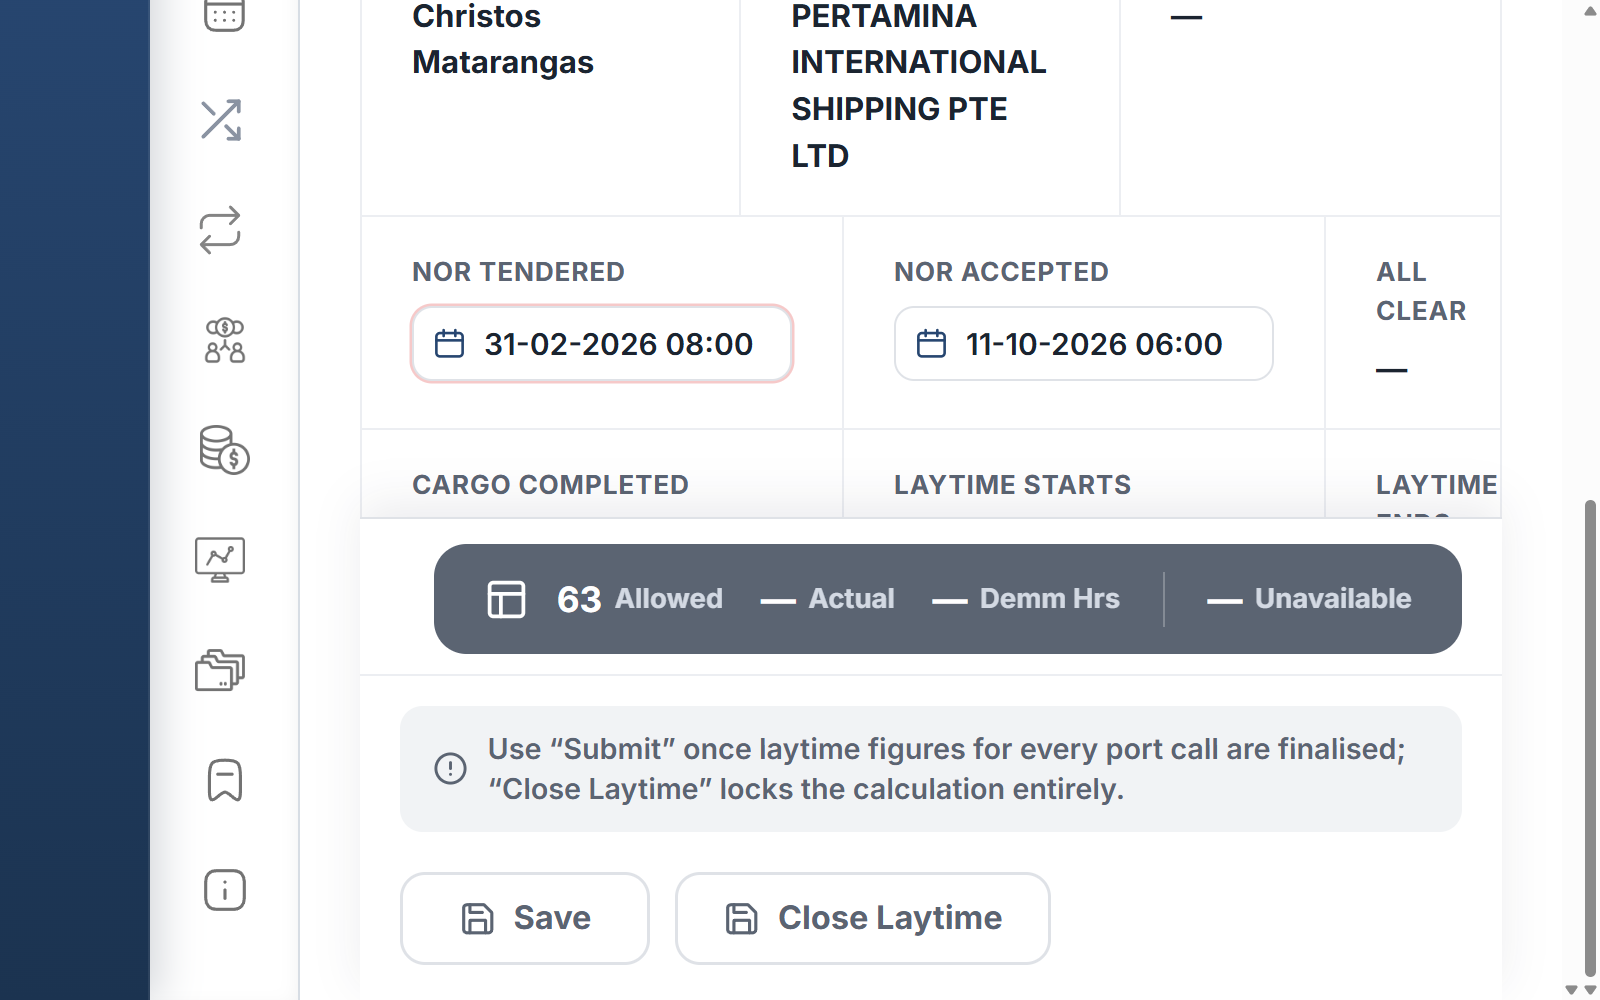 Christos
Matarangas
PERTAMINA
INTERNATIONAL
SHIPPING PTE
LTD
—
NOR TENDERED
31-02-2026 08:00
NOR ACCEPTED
11-10-2026 06:00
ALL
CLEAR
—
CARGO COMPLETED
LAYTIME STARTS
LAYTIME
63 Allowed — Actual — Demm Hrs — Unavailable
Use “Submit” once laytime figures for every port call are finalised;
“Close Laytime” locks the calculation entirely.
Save
Close Laytime